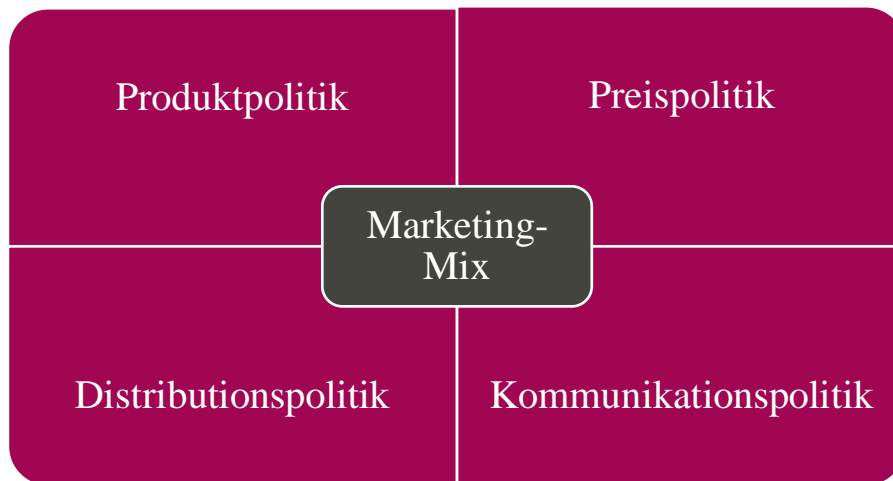 Produktpolitik
Preispolitik
Marketing-
Mix
Distributionspolitik
Kommunikationspolitik